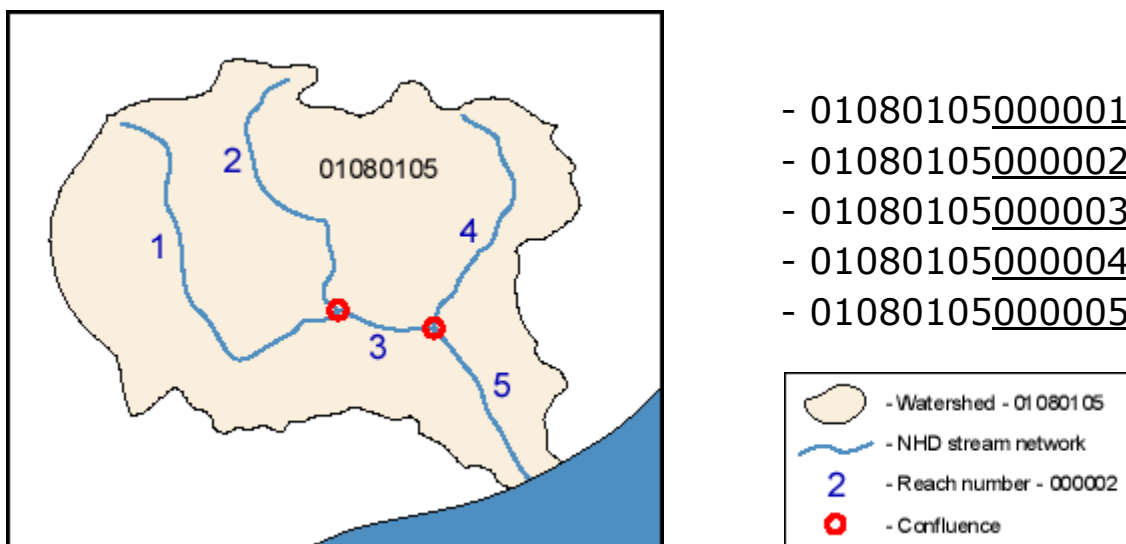 2
01080105
1
4
3
5
- 01080105000001
- 01080105000002
- 01080105000003
- 01080105000004
- 01080105000005
- Watershed - 01080105
- NHD stream network
2 - Reach number - 000002
- Confluence